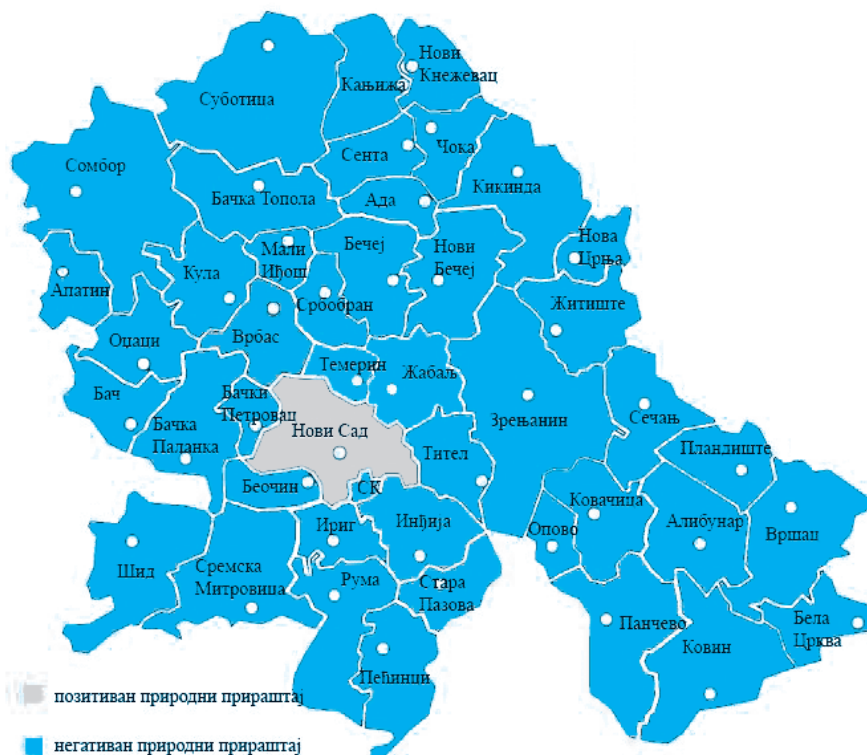 Суботица
Кањижа
Нови
Кнежевац
Сента
Чока
Сомбор
Бачка Топола
Ада
Кикинда
Апатин
Кула
Мали
Иђош
Бечеј
Нови
Бечеј
Нова
Црња
Србобран
Житиште
Оџаци
Врбас
Темерин
Жабаљ
Бач
Бачка
Паланка
Бачки
Петровац
Нови Сад
Зрењанин
Сечањ
Тител
Пландиште
Беочин
СК
Ковачица
Опово
Алибунар
Вршац
Шид
Сремска
Митровица
Ириг
Инђија
Рума
Стара
Пазова
Пећинци
Панчево
Ковин
Бела
Црква
позитиван природни прираштај
негативан природни прираштај